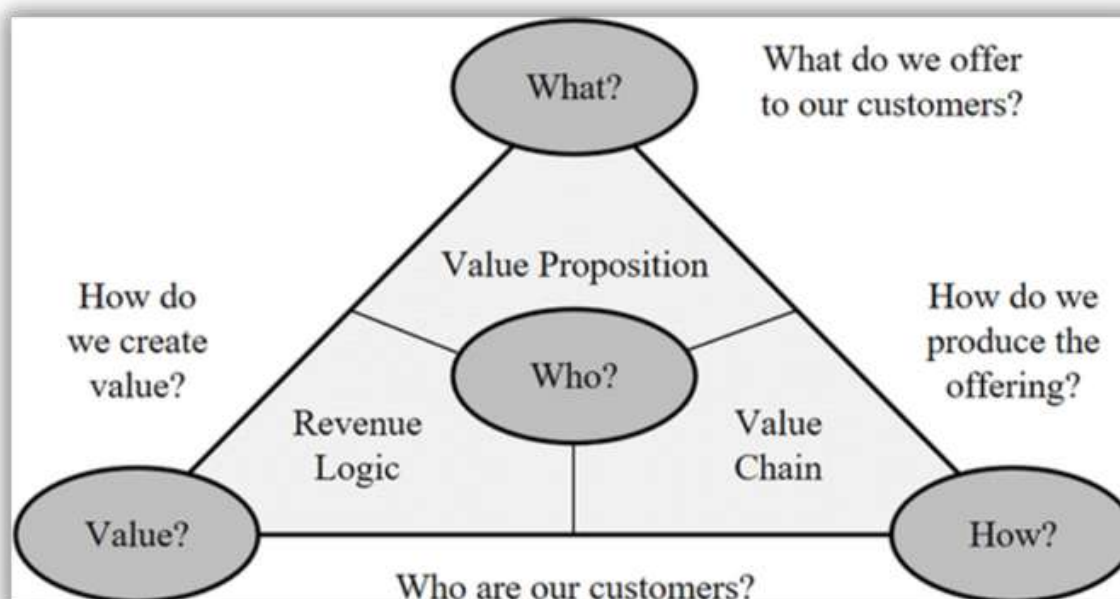 What?
What do we offer
to our customers?
Value Proposition
How do
we create
value?
Who?
How do we
produce the
offering?
Revenue
Logic
Value
Chain
Value?
How?
Who are our customers?